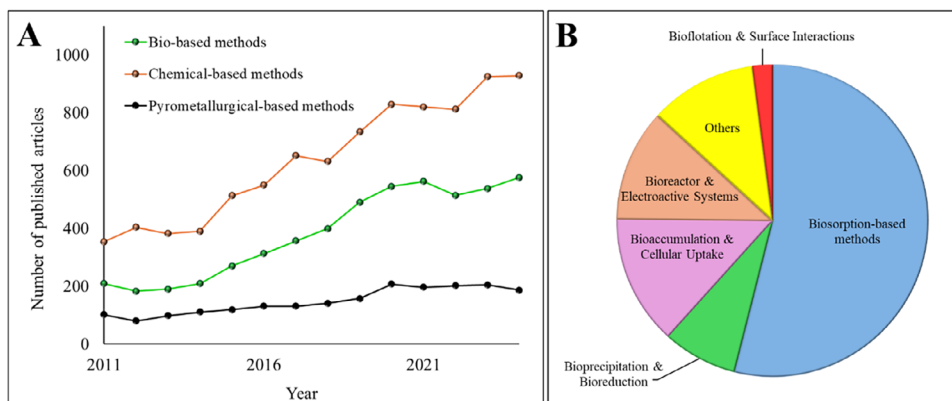 A
Bio-based methods
Chemical-based methods
Pyrometallurgical-based methods
Number of published articles
1000
800
600
400
200
0
2011
2016
2021
Year
B
Bioflotation & Surface Interactions
Others
Bioreactor &
Electroactive Systems
Biosorption-based
methods
Bioaccumulation &
Cellular Uptake
Bioprecipitation &
Bioreduction